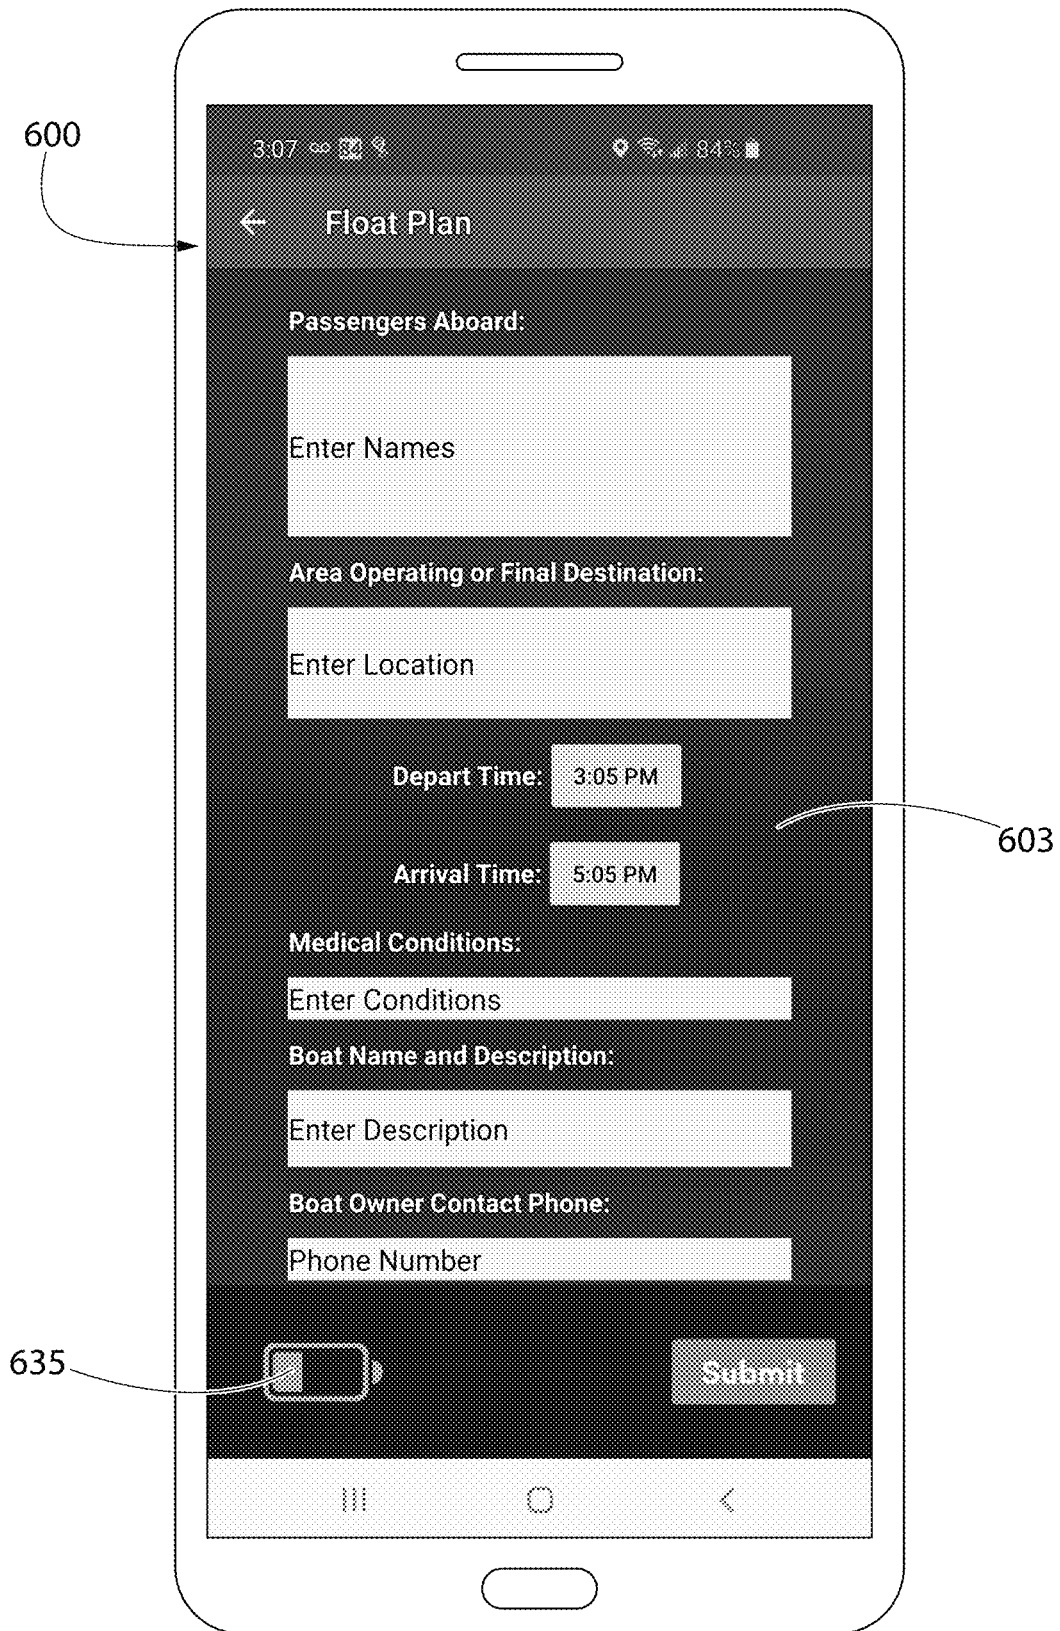 600
3:07 84%
Float Plan
Passengers Aboard:
Enter Names
Area Operating or Final Destination:
Enter Location
Depart Time: 3:05 PM
603
Arrival Time: 5:05 PM
Medical Conditions:
Enter Conditions
Boat Name and Description:
Enter Description
Boat Owner Contact Phone:
Phone Number
635
Submit